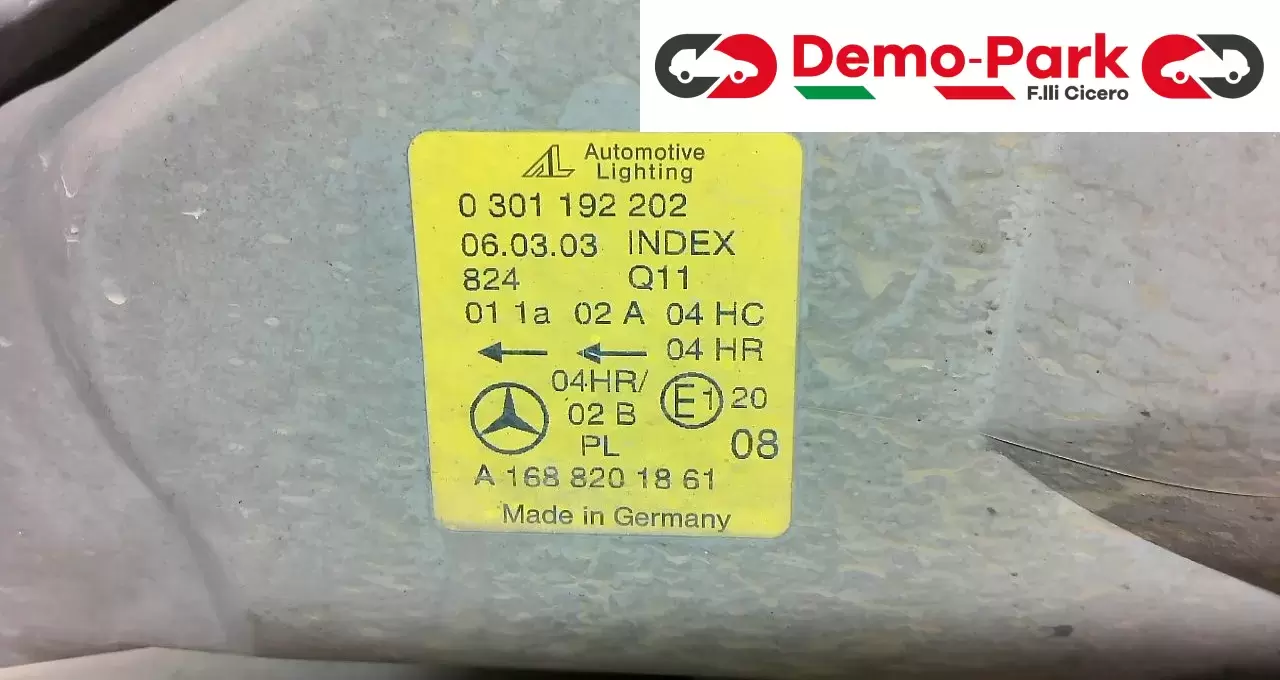 Demo-Park
F.lli Cicero
Automotive
Lighting
0 301 192 202
06.03.03 INDEX
824 Q11
01 1a 02 A 04 HC
04 HR
04HR/
02 B
E1 20
PL
08
A 168 820 18 61
Made in Germany